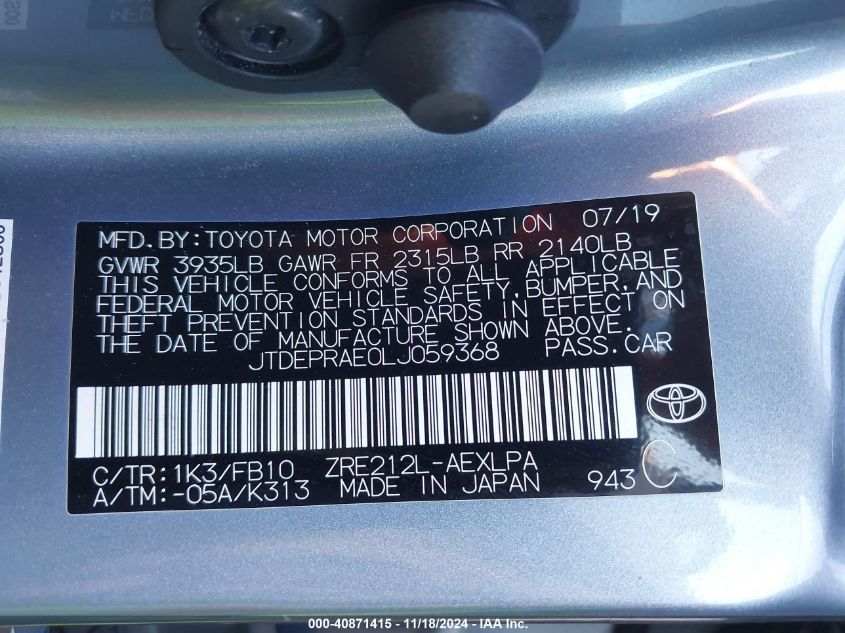 MFD.BY:TOYOTA MOTOR CORPORATION 07/19
GVWR 3935LB GAWR FR 2315LB RR 2140LB
THIS VEHICLE CONFORMS TO ALL APPLICABLE
FEDERAL MOTOR VEHICLE SAFETY,BUMPER,AND
THEFT PREVENTION STANDARDS IN EFFECT ON
THE DATE OF MANUFACTURE SHOWN ABOVE.
JTDEPRAE0LJ059368 PASS.CAR
C/TR:1K3/FB10 ZRE212L-AEXLPA
A/TM:-05A/K313 MADE IN JAPAN 943 C
000-40871415 - 11/18/2024 - IAA Inc.